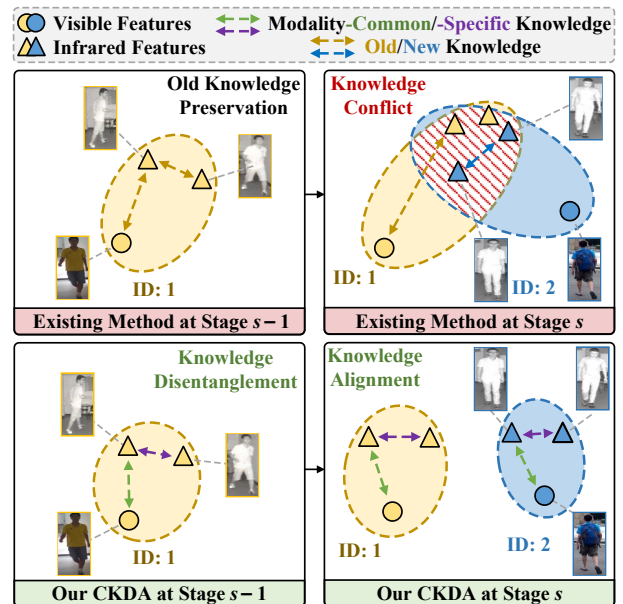 Visible Features
Modality-Common/-Specific Knowledge
Infrared Features
Old/New Knowledge
Old Knowledge
Preservation
ID: 1
Existing Method at Stage s−1
Knowledge
Conflict
ID: 1
ID: 2
Existing Method at Stage s
Knowledge
Disentanglement
ID: 1
Our CKDA at Stage s−1
Knowledge
Alignment
ID: 1
ID: 2
Our CKDA at Stage s